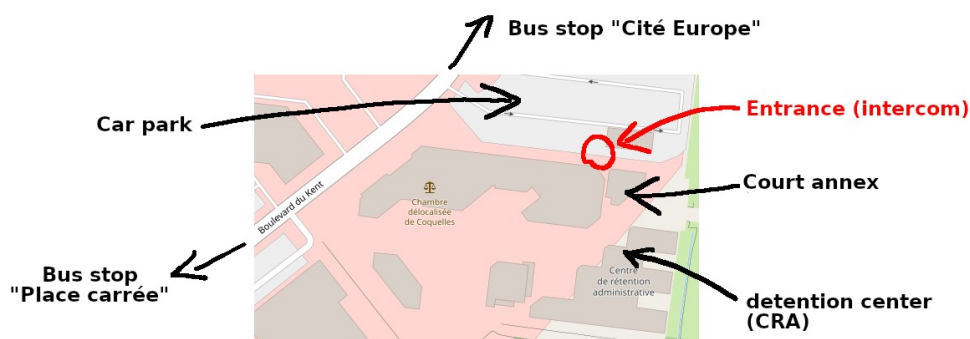 Bus stop "Cité Europe"
Car park
Entrance (intercom)
Court annex
Boulevard du Kent
Chambre
délocalisée
de Coquelles
Bus stop
"Place carrée"
Centre
de rétention
administrative
detention center
(CRA)